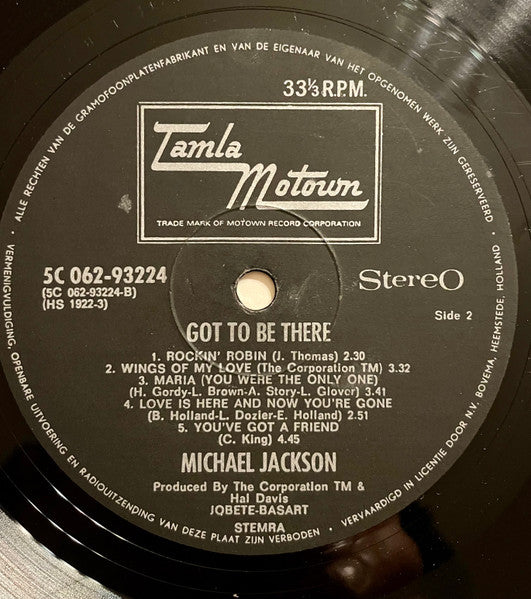 • ALLE RECHTEN VAN DE GRAMOFOONPLATENFABRIKANT EN VAN DE EIGENAAR VAN HET OPGENOMEN WERK ZIJN GERESERVEERD •
33⅓ R.P.M.
Tamla
Motown
TRADE MARK OF MOTOWN RECORD CORPORATION
5C 062-93224
(5C 062-93224-B)
(HS 1922-3)
StereO
Side 2
GOT TO BE THERE
1. ROCKIN' ROBIN (J. Thomas) 2.30
2. WINGS OF MY LOVE (The Corporation TM) 3.32
3. MARIA (YOU WERE THE ONLY ONE)
(H. Gordy-L. Brown-A. Story-L. Glover) 3.41
4. LOVE IS HERE AND NOW YOU'RE GONE
(B. Holland-L. Dozier-E. Holland) 2.51
5. YOU'VE GOT A FRIEND
(C. King) 4.45
MICHAEL JACKSON
Produced By The Corporation TM &
Hal Davis
JOBETE-BASART
STEMRA
VERMENIGVULDIGING, OPENBARE UITVOERING EN RADIOUITZENDING VAN DEZE PLAAT ZIJN VERBODEN • VERVAARDIGD IN LICENTIE DOOR N.V. BOVEMA, HEEMSTEDE, HOLLAND •